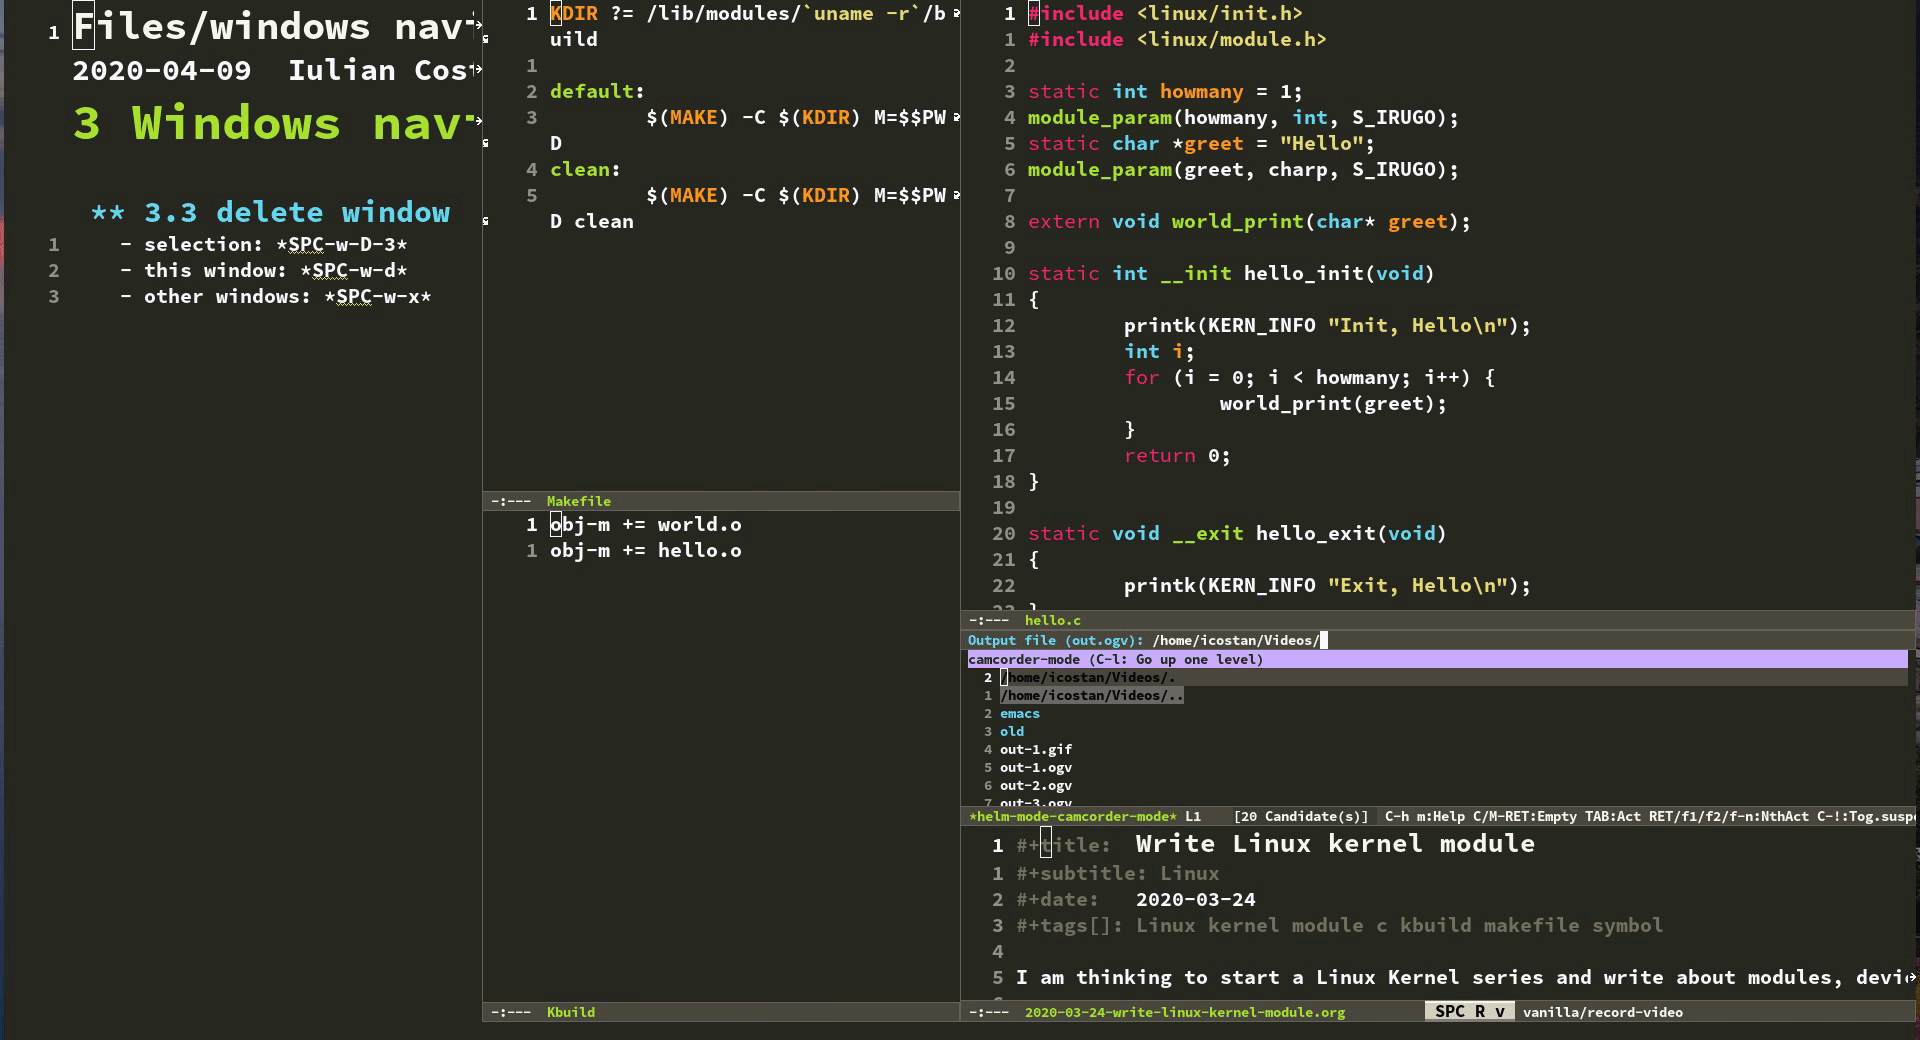 1 Files/windows navi
2020-04-09  Iulian Cost
3 Windows nav
** 3.3 delete window
1 - selection: *SPC-w-D-3*
2 - this window: *SPC-w-d*
3 - other windows: *SPC-w-x*
1 KDIR ?= /lib/modules/`uname -r`/b
uild
1
2 default:
3 $(MAKE) -C $(KDIR) M=$$PW
D
4 clean:
5 $(MAKE) -C $(KDIR) M=$$PW
D clean
-:--- Makefile
1 obj-m += world.o
1 obj-m += hello.o
-:--- Kbuild
1 #include <linux/init.h>
1 #include <linux/module.h>
2
3 static int howmany = 1;
4 module_param(howmany, int, S_IRUGO);
5 static char *greet = "Hello";
6 module_param(greet, charp, S_IRUGO);
7
8 extern void world_print(char* greet);
9
10 static int __init hello_init(void)
11 {
12 printk(KERN_INFO "Init, Hello\n");
13 int i;
14 for (i = 0; i < howmany; i++) {
15 world_print(greet);
16 }
17 return 0;
18 }
19
20 static void __exit hello_exit(void)
21 {
22 printk(KERN_INFO "Exit, Hello\n");
23 }
-:--- hello.c
Output file (out.ogv): /home/icostan/Videos/
camcorder-mode (C-l: Go up one level)
2 /home/icostan/Videos/.
1 /home/icostan/Videos/..
2 emacs
3 old
4 out-1.gif
5 out-1.ogv
6 out-2.ogv
7 out-3.ogv
*helm-mode-camcorder-mode* L1 [20 Candidate(s)] C-h m:Help C/M-RET:Empty TAB:Act RET/f1/f2/f-n:NthAct C-!:Tog.suspe
1 #+title: Write Linux kernel module
1 #+subtitle: Linux
2 #+date: 2020-03-24
3 #+tags[]: Linux kernel module c kbuild makefile symbol
4
5 I am thinking to start a Linux Kernel series and write about modules, devic
-:--- 2020-03-24-write-linux-kernel-module.org SPC R v vanilla/record-video